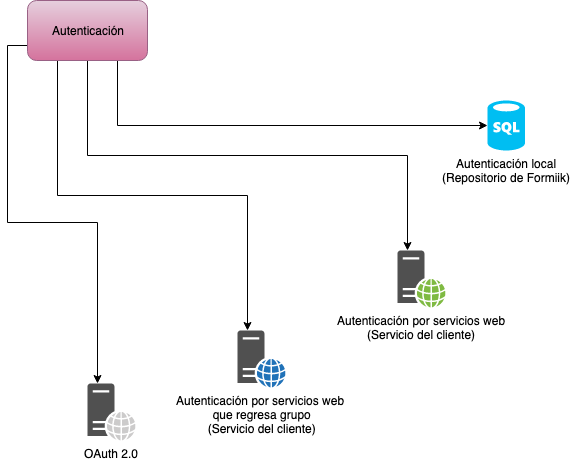 Autenticación
SQL
Autenticación local
(Repositorio de Formiik)
Autenticación por servicios web
(Servicio del cliente)
Autenticación por servicios web
que regresa grupo
(Servicio del cliente)
OAuth 2.0